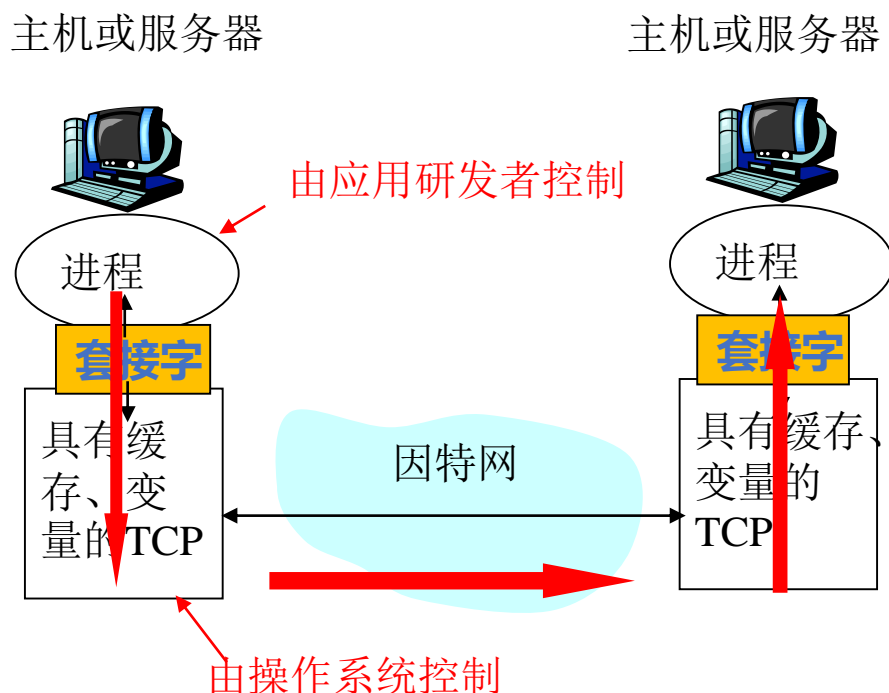 主机或服务器
主机或服务器
由应用研发者控制
进程
进程
套接字
套接字
具有缓
存、变
量的TCP
因特网
具有缓存、
变量的
TCP
由操作系统控制